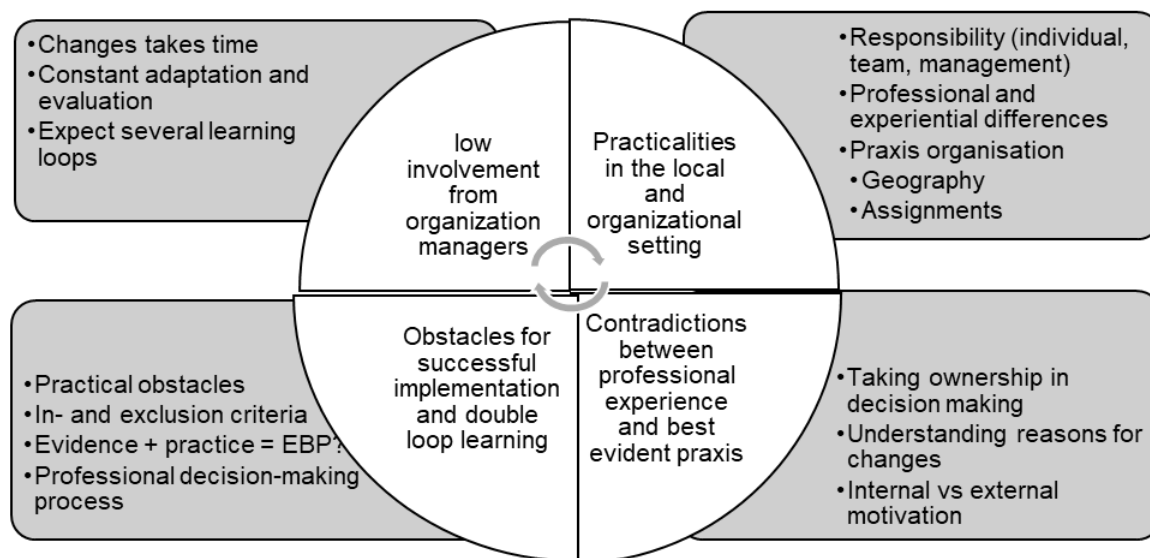 •Changes takes time
•Constant adaptation and
evaluation
•Expect several learning
loops
low
involvement
from
organization
managers
Practicalities
in the local
and
organizational
setting
•Responsibility (individual,
team, management)
•Professional and
experiential differences
•Praxis organisation
•Geography
•Assignments
•Practical obstacles
•In- and exclusion criteria
•Evidence + practice = EBP?
•Professional decision-making
process
Obstacles for
successful
implementation
and double
loop learning
Contradictions
between
professional
experience
and best
evident praxis
•Taking ownership in
decision making
•Understanding reasons for
changes
•Internal vs external
motivation